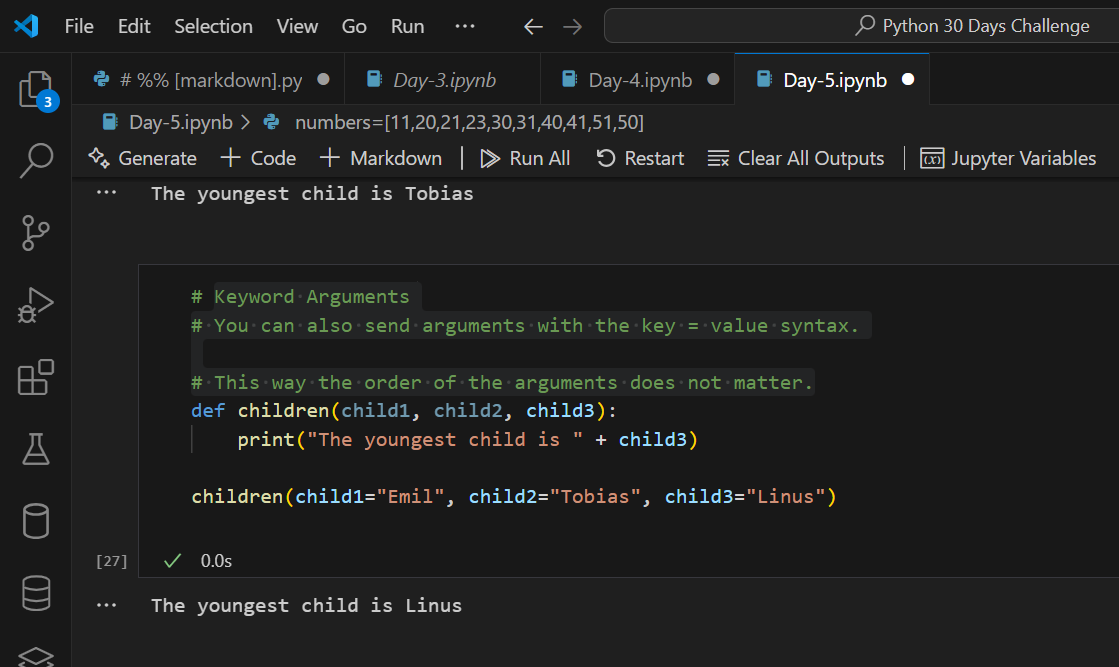 File Edit Selection View Go Run ··· Python 30 Days Challenge
3
# %% [markdown].py Day-3.ipynb Day-4.ipynb Day-5.ipynb
Day-5.ipynb > numbers=[11,20,21,23,30,31,40,41,51,50]
Generate + Code + Markdown | Run All Restart Clear All Outputs | Jupyter Variables
··· The youngest child is Tobias
# Keyword Arguments
# You can also send arguments with the key = value syntax.
# This way the order of the arguments does not matter.
def children(child1, child2, child3):
    print("The youngest child is " + child3)
children(child1="Emil", child2="Tobias", child3="Linus")
[27] ✓ 0.0s
··· The youngest child is Linus